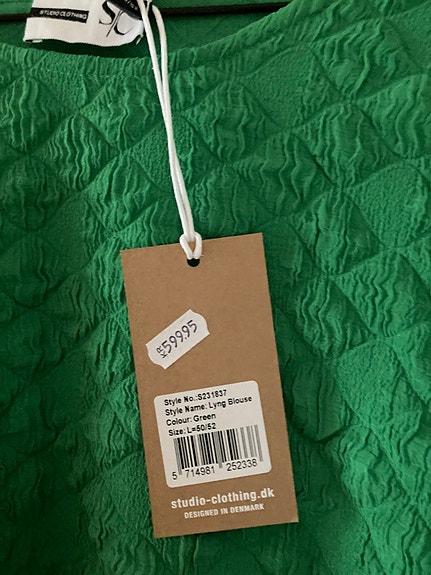 STUDIO CLOTHING
KR 599.95
Style No.:S231837
Style Name: Lyng Blouse
Colour: Green
Size: L=50/52
5 714981 252338
studio-clothing.dk
DESIGNED IN DENMARK